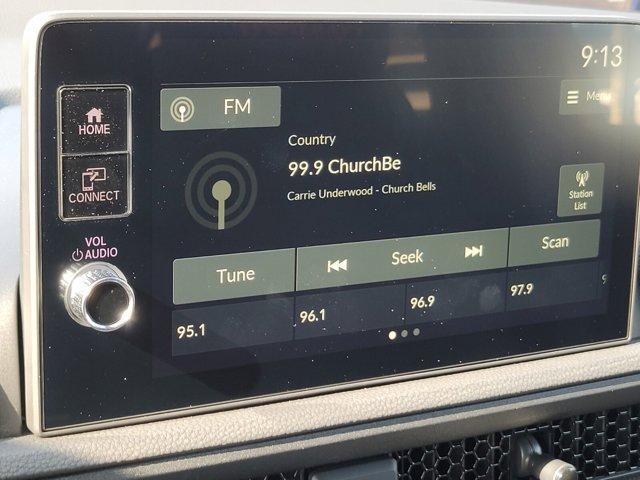 9:13
HOME
FM
Menu
Country
99.9 ChurchBe
Carrie Underwood - Church Bells
CONNECT
Station
List
VOL
AUDIO
Tune
Seek
Scan
95.1
96.1
96.9
97.9
9